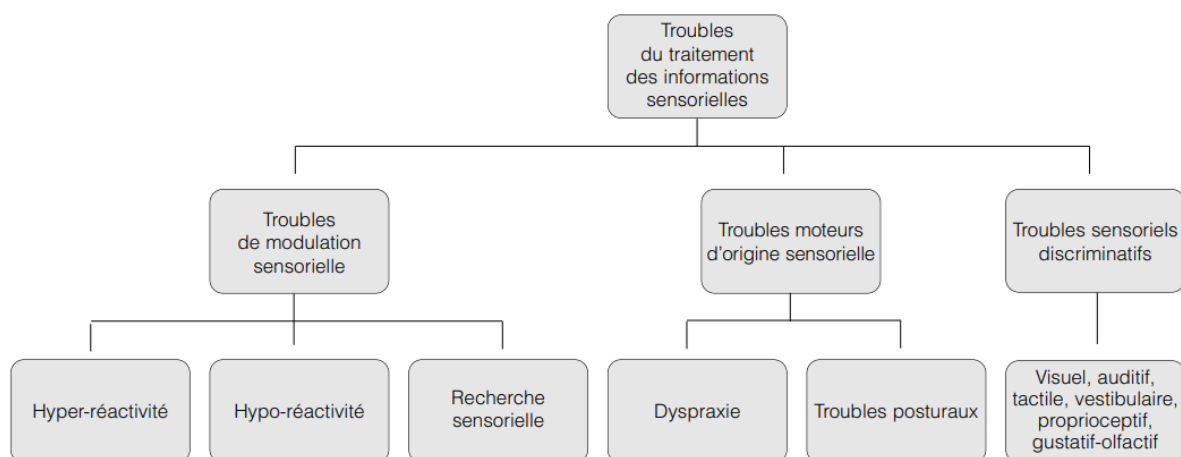 Troubles
du traitement
des informations
sensorielles
Troubles
de modulation
sensorielle
Troubles moteurs
d'origine sensorielle
Troubles sensoriels
discriminatifs
Hyper-réactivité
Hypo-réactivité
Recherche
sensorielle
Dyspraxie
Troubles posturaux
Visuel, auditif,
tactile, vestibulaire,
proprioceptif,
gustatif-olfactif